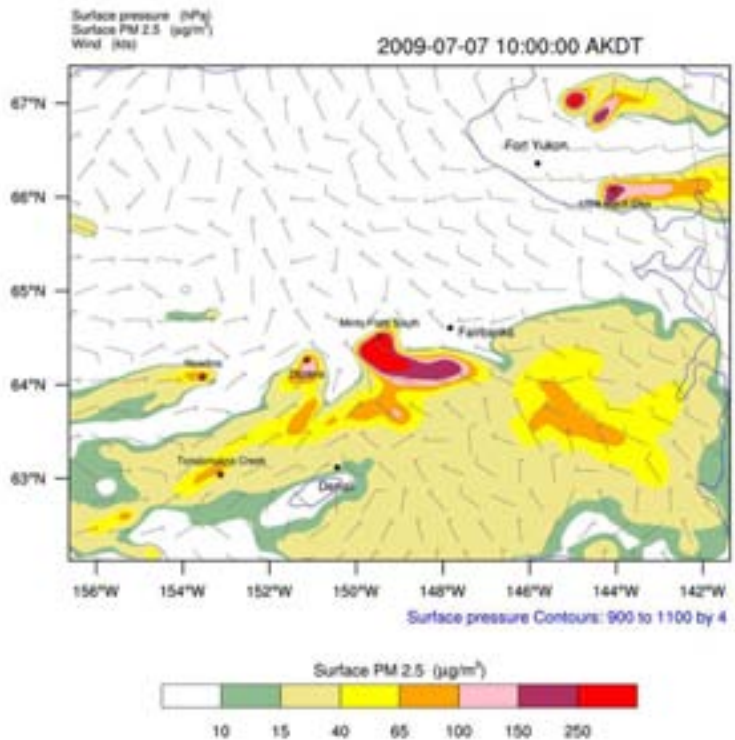 Surface pressure (hPa)
Surface PM 2.5 (µg/m³)
Wind (kts)
2009-07-07 10:00:00 AKDT
67°N
66°N
65°N
64°N
63°N
Fort Yukon
Minto Flats South
Fairbanks
Denali
156°W 154°W 152°W 150°W 148°W 146°W 144°W 142°W
Surface pressure Contours: 900 to 1100 by 4
Surface PM 2.5 (µg/m³)
10 15 40 65 100 150 250